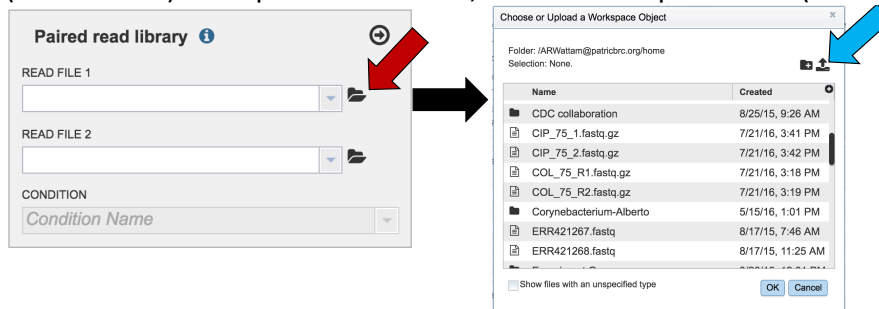 Paired read library
READ FILE 1
READ FILE 2
CONDITION
Condition Name
Choose or Upload a Workspace Object x
Folder: /ARWattam@patricbrc.org/home
Selection: None.
Name Created
CDC collaboration 8/25/15, 9:26 AM
CIP_75_1.fastq.gz 7/21/16, 3:41 PM
CIP_75_2.fastq.gz 7/21/16, 3:42 PM
COL_75_R1.fastq.gz 7/21/16, 3:18 PM
COL_75_R2.fastq.gz 7/21/16, 3:19 PM
Corynebacterium-Alberto 5/15/16, 1:01 PM
ERR421267.fastq 8/17/15, 7:46 AM
ERR421268.fastq 8/17/15, 11:25 AM
Show files with an unspecified type OK Cancel